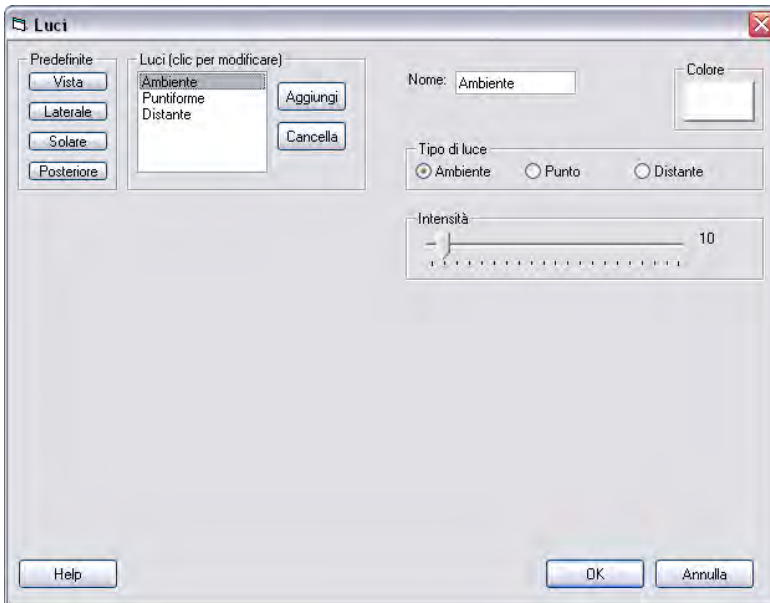 Luci
Predefinite
Vista
Laterale
Solare
Posteriore
Luci (clic per modificare)
Ambiente
Puntiforme
Distante
Aggiungi
Cancella
Nome: Ambiente
Colore
Tipo di luce
Ambiente Punto Distante
Intensità
10
Help OK Annulla